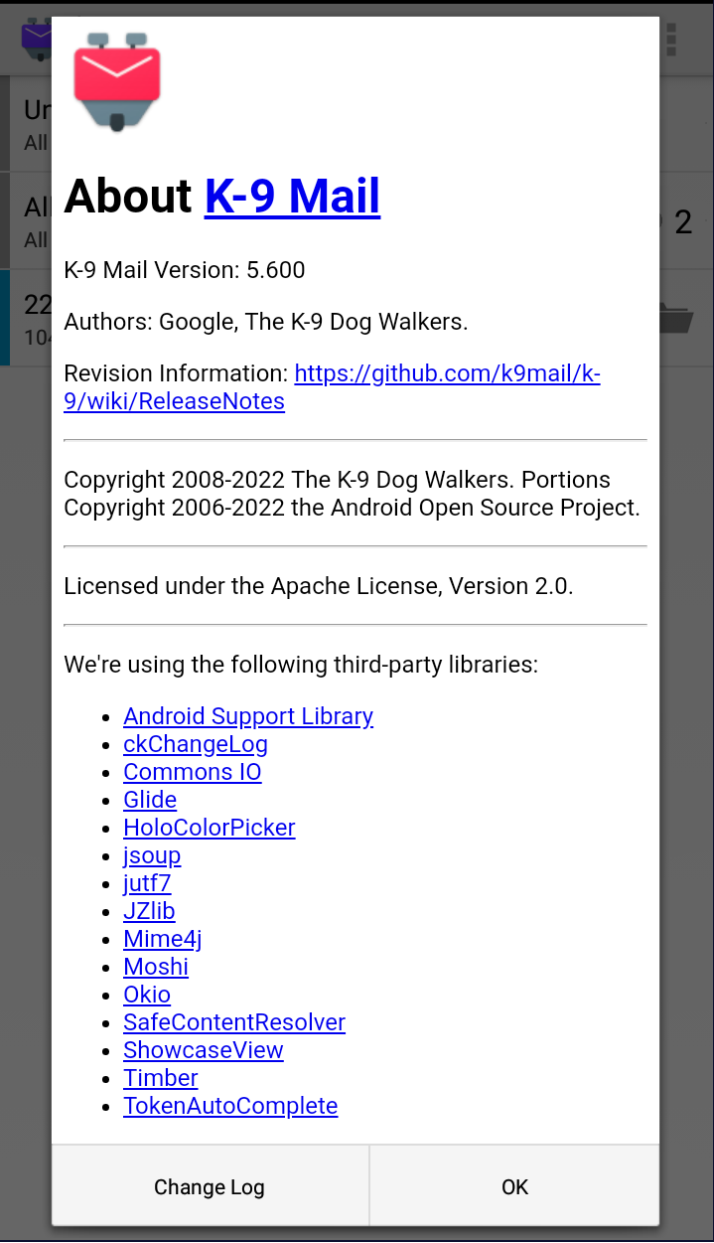 About K-9 Mail
K-9 Mail Version: 5.600
Authors: Google, The K-9 Dog Walkers.
Revision Information: https://github.com/k9mail/k-
9/wiki/ReleaseNotes
Copyright 2008-2022 The K-9 Dog Walkers. Portions
Copyright 2006-2022 the Android Open Source Project.
Licensed under the Apache License, Version 2.0.
We're using the following third-party libraries:
• Android Support Library
• ckChangeLog
• Commons IO
• Glide
• HoloColorPicker
• jsoup
• jutf7
• JZlib
• Mime4j
• Moshi
• Okio
• SafeContentResolver
• ShowcaseView
• Timber
• TokenAutoComplete
Change Log
OK
All
All
2
22